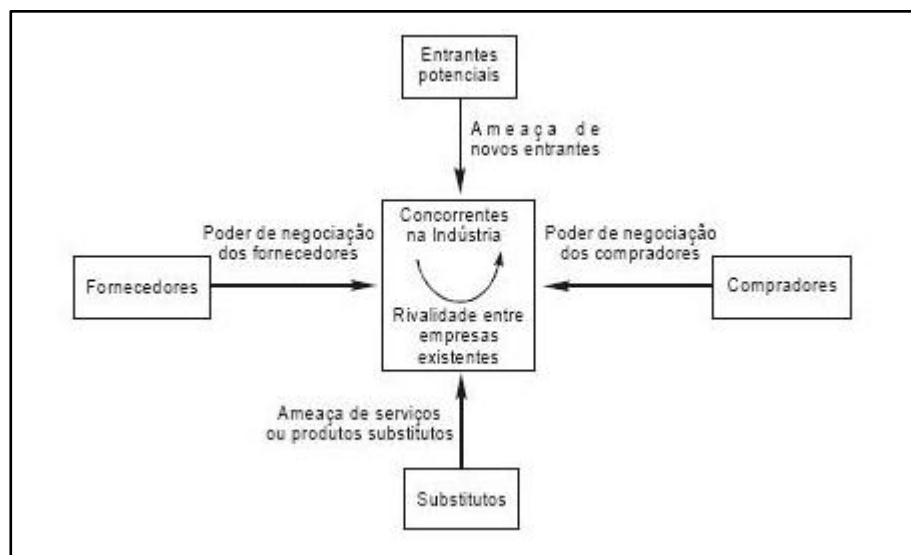 Entrantes
potenciais
Ameaça de
novos entrantes
Concorrentes
na Indústria
Poder de negociação
dos fornecedores
Poder de negociação
dos compradores
Fornecedores
Compradores
Rivalidade entre
empresas
existentes
Ameaça de serviços
ou produtos substitutos
Substitutos